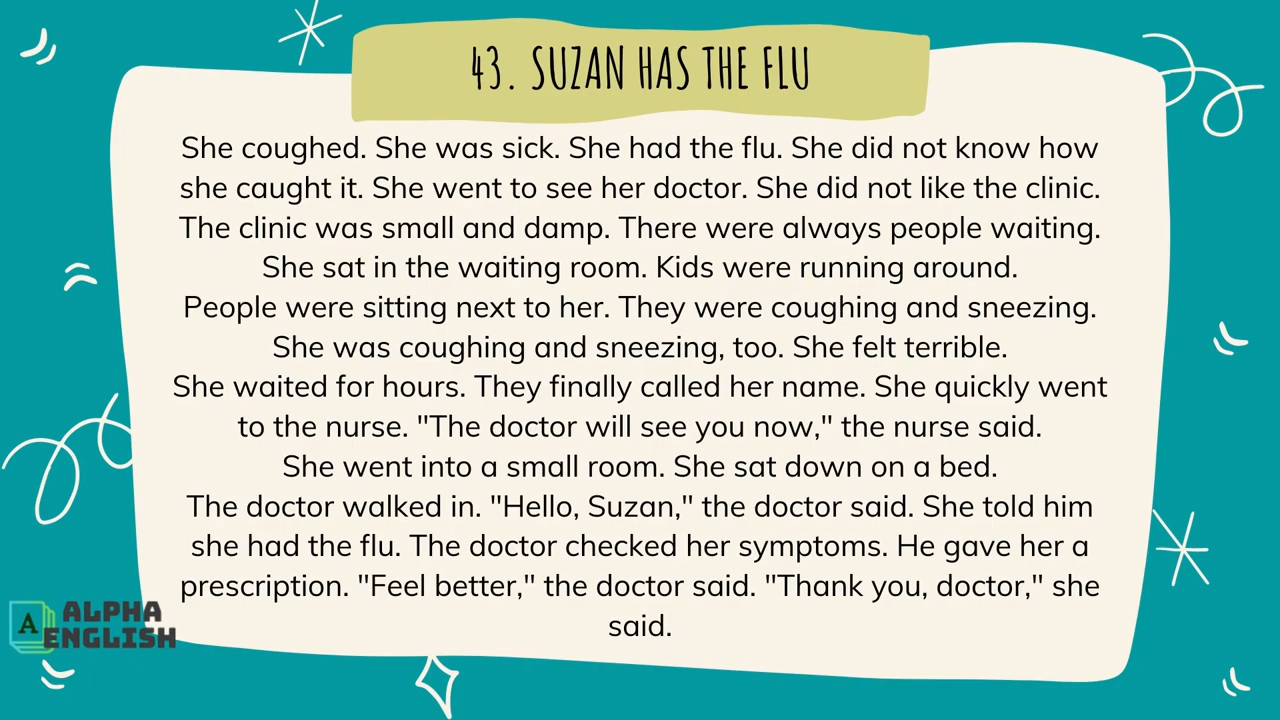 43. SUZAN HAS THE FLU
She coughed. She was sick. She had the flu. She did not know how
she caught it. She went to see her doctor. She did not like the clinic.
The clinic was small and damp. There were always people waiting.
She sat in the waiting room. Kids were running around.
People were sitting next to her. They were coughing and sneezing.
She was coughing and sneezing, too. She felt terrible.
She waited for hours. They finally called her name. She quickly went
to the nurse. "The doctor will see you now," the nurse said.
She went into a small room. She sat down on a bed.
The doctor walked in. "Hello, Suzan," the doctor said. She told him
she had the flu. The doctor checked her symptoms. He gave her a
prescription. "Feel better," the doctor said. "Thank you, doctor," she
said.
A
ALPHA
ENGLISH